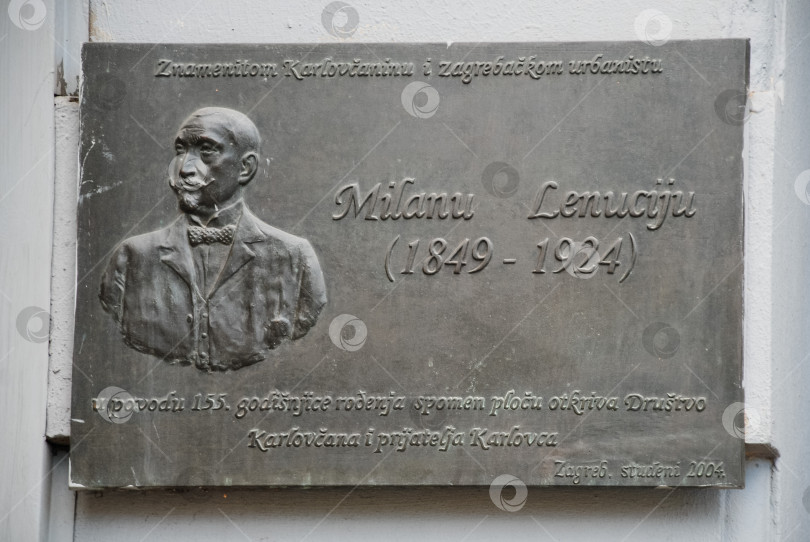 Znamenitom Karlovčaninu i zagrebačkom urbanistu
Milanu Lenuciju
(1849 - 1924)
u povodu 155. godišnjice rođenja spomen ploču otkriva Društvo
Karlovčana i prijatelja Karlovca
Zagreb, studeni 2004.